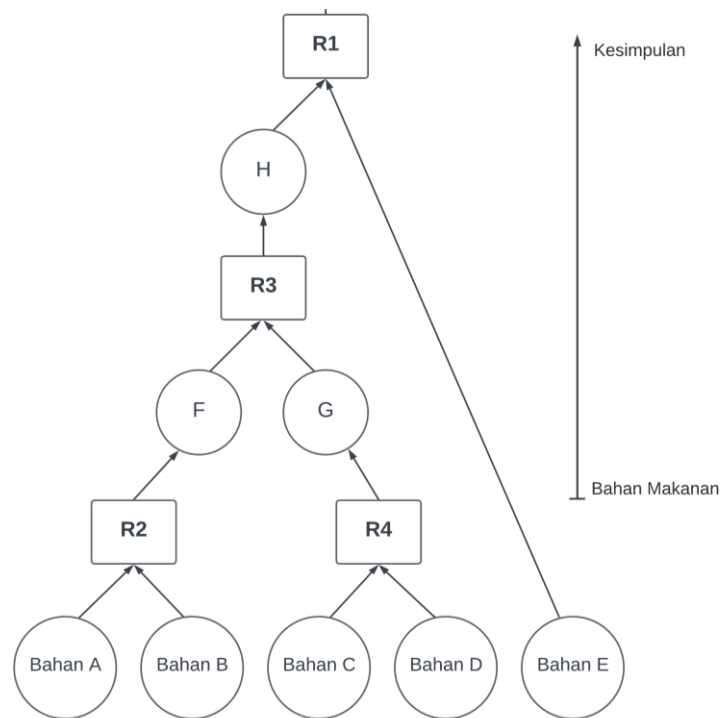 R1
Kesimpulan
H
R3
F
G
Bahan Makanan
R2
R4
Bahan A
Bahan B
Bahan C
Bahan D
Bahan E